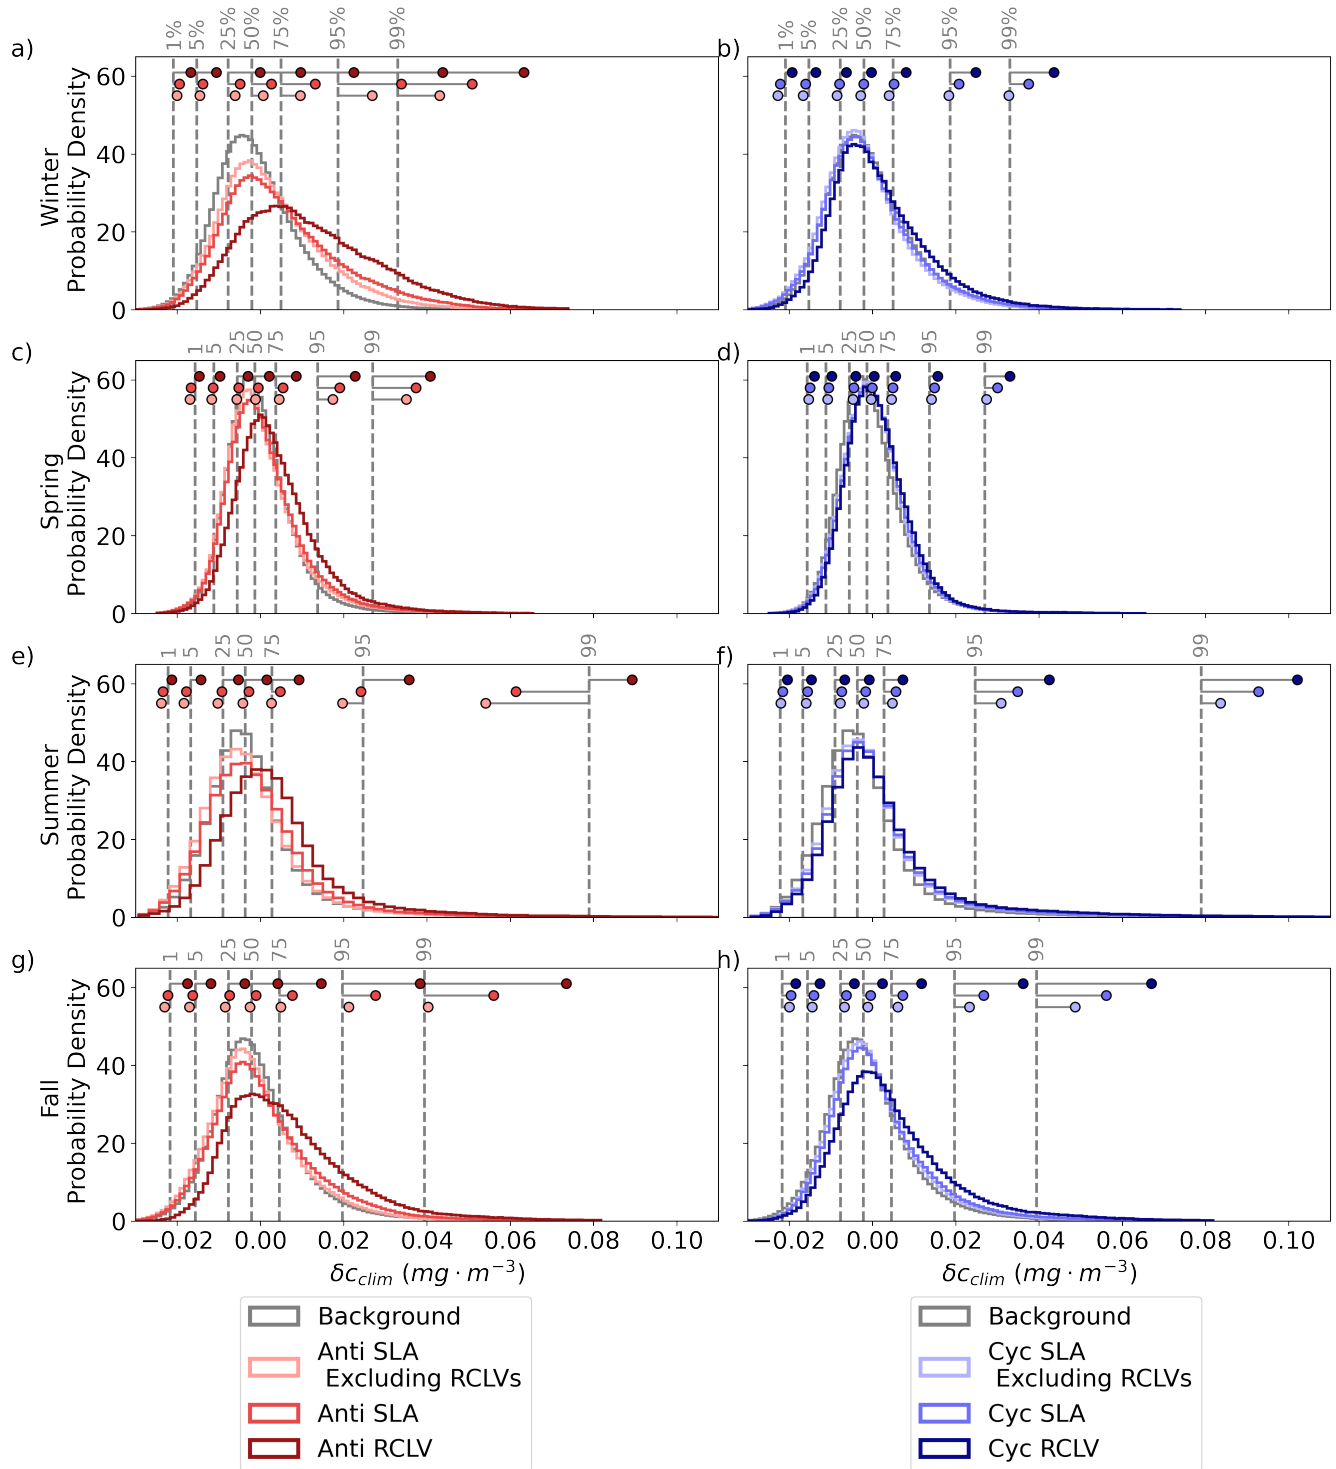 1% 5% 25% 50% 75% 95% 99%
1% 5% 25% 50% 75% 95% 99%
a)
b)
Winter
Probability Density
60
40
20
0
1 5 25 50 75 95 99
1 5 25 50 75 95 99
c)
d)
Spring
Probability Density
60
40
20
0
1 5 25 50 75 95 99
1 5 25 50 75 95 99
e)
f)
Summer
Probability Density
60
40
20
0
1 5 25 50 75 95 99
1 5 25 50 75 95 99
g)
h)
Fall
Probability Density
60
40
20
0
−0.02 0.00 0.02 0.04 0.06 0.08 0.10
−0.02 0.00 0.02 0.04 0.06 0.08 0.10
δc_clim (mg · m⁻³)
δc_clim (mg · m⁻³)
Background
Anti SLA
Excluding RCLVs
Anti SLA
Anti RCLV
Background
Cyc SLA
Excluding RCLVs
Cyc SLA
Cyc RCLV